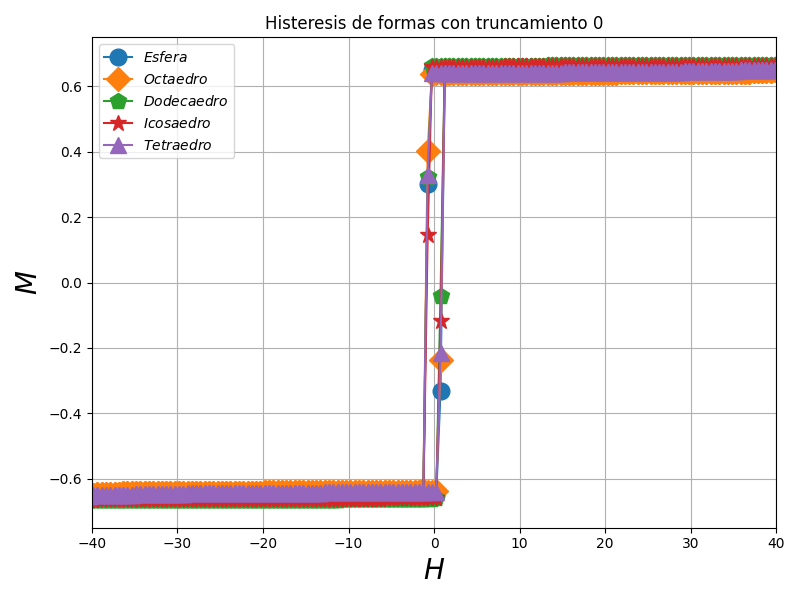 Histeresis de formas con truncamiento 0
Esfera
Octaedro
Dodecaedro
Icosaedro
Tetraedro
M
0.6
0.4
0.2
0.0
−0.2
−0.4
−0.6
−40 −30 −20 −10 0 10 20 30 40
H